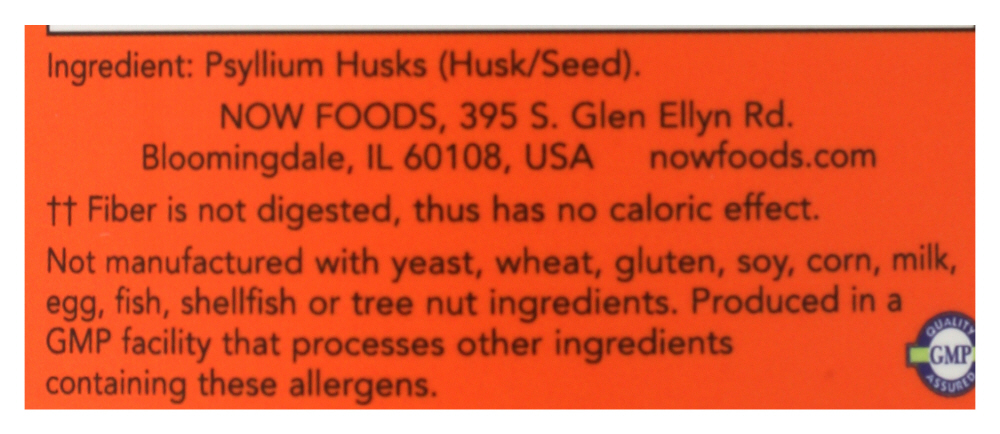 Ingredient: Psyllium Husks (Husk/Seed).
NOW FOODS, 395 S. Glen Ellyn Rd.
Bloomingdale, IL 60108, USA nowfoods.com
†† Fiber is not digested, thus has no caloric effect.
Not manufactured with yeast, wheat, gluten, soy, corn, milk,
egg, fish, shellfish or tree nut ingredients. Produced in a
GMP facility that processes other ingredients
containing these allergens.
QUALITY
GMP
ASSURED